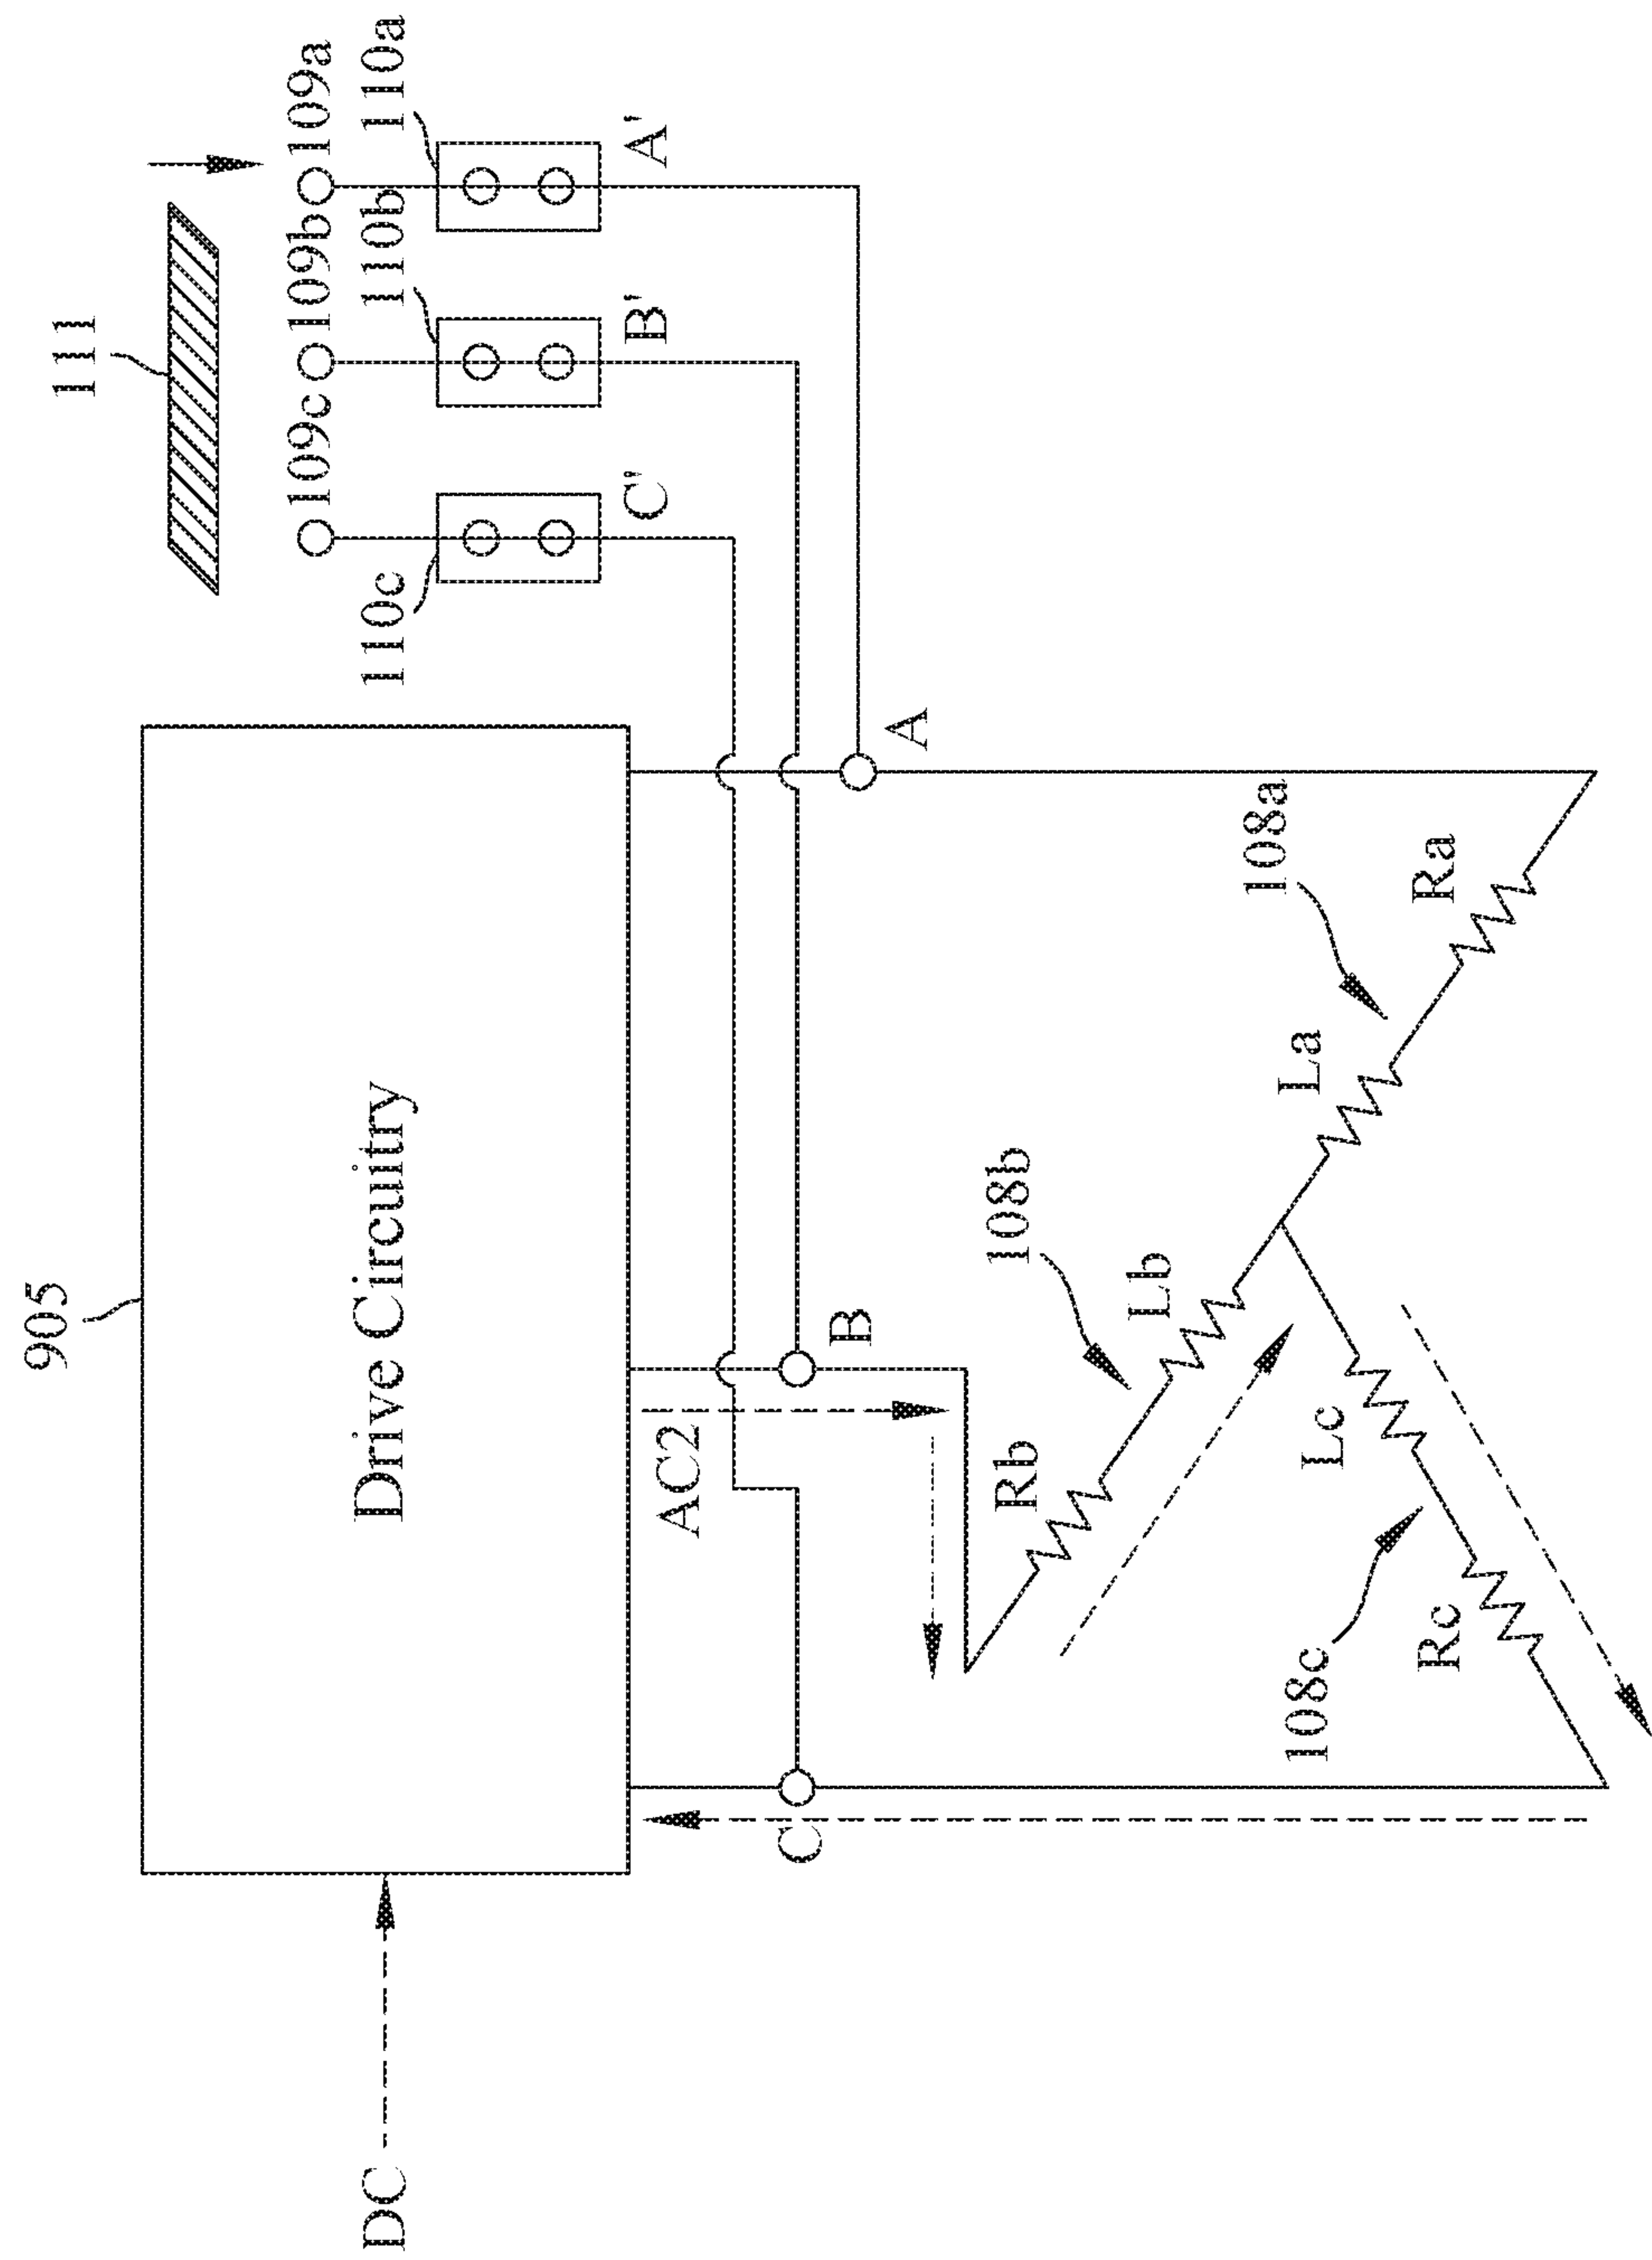 905
Drive Circuitry
DC
AC2
111
109c
109b
109a
110c
110b
110a
C'
B'
A'
C
B
A
Rb
108b
Lb
La
108a
Ra
Lc
108c
Rc